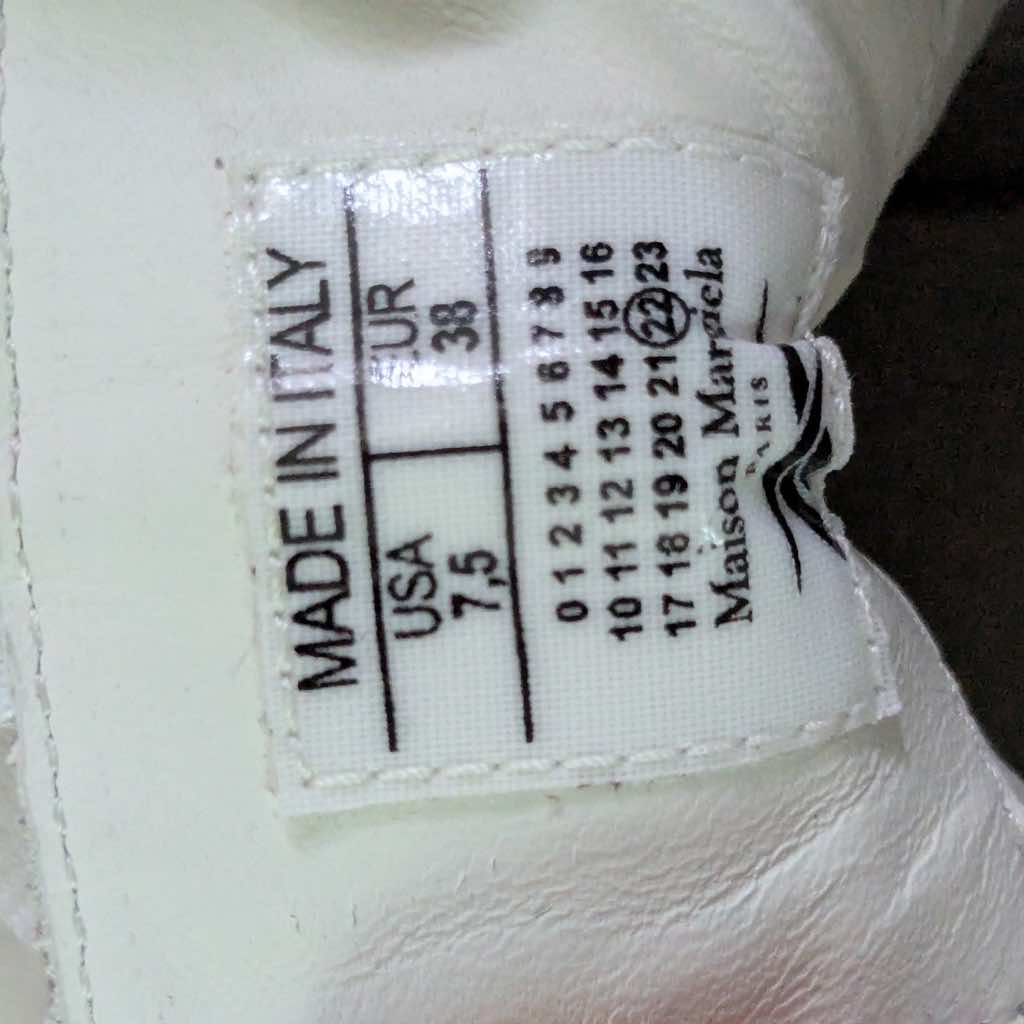 MADE IN ITALY
USA EUR
7,5 38
0 1 2 3 4 5 6 7 8 9
10 11 12 13 14 15 16
17 18 19 20 21 22 23
Maison Margiela
PARIS